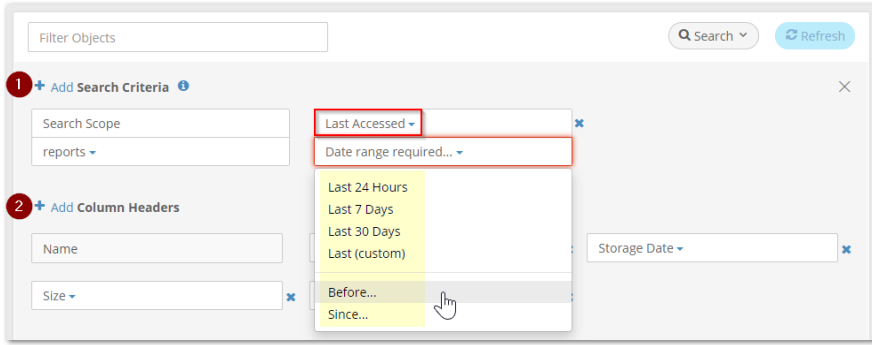 Filter Objects
Search
Refresh
1
Add Search Criteria
Search Scope
Last Accessed
reports
Date range required...
Last 24 Hours
Last 7 Days
Last 30 Days
Last (custom)
Before...
Since...
2
Add Column Headers
Name
Storage Date
Size